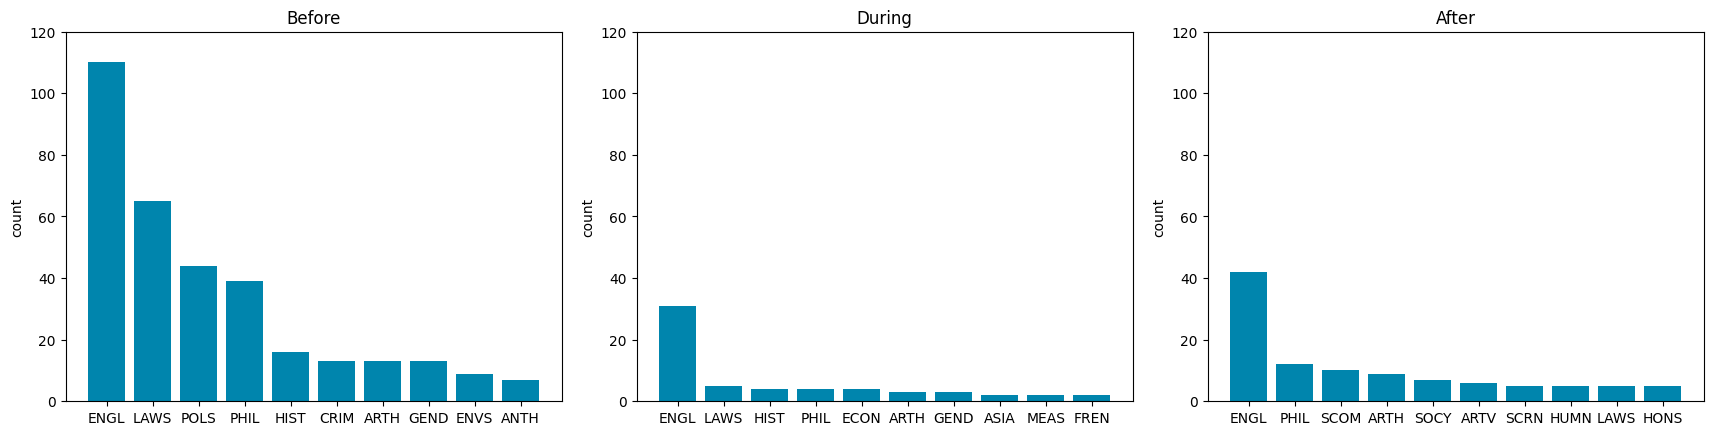 Before
count
120
100
80
60
40
20
0
ENGL LAWS POLS PHIL HIST CRIM ARTH GEND ENVS ANTH
During
count
120
100
80
60
40
20
0
ENGL LAWS HIST PHIL ECON ARTH GEND ASIA MEAS FREN
After
count
120
100
80
60
40
20
0
ENGL PHIL SCOM ARTH SOCY ARTV SCRN HUMN LAWS HONS